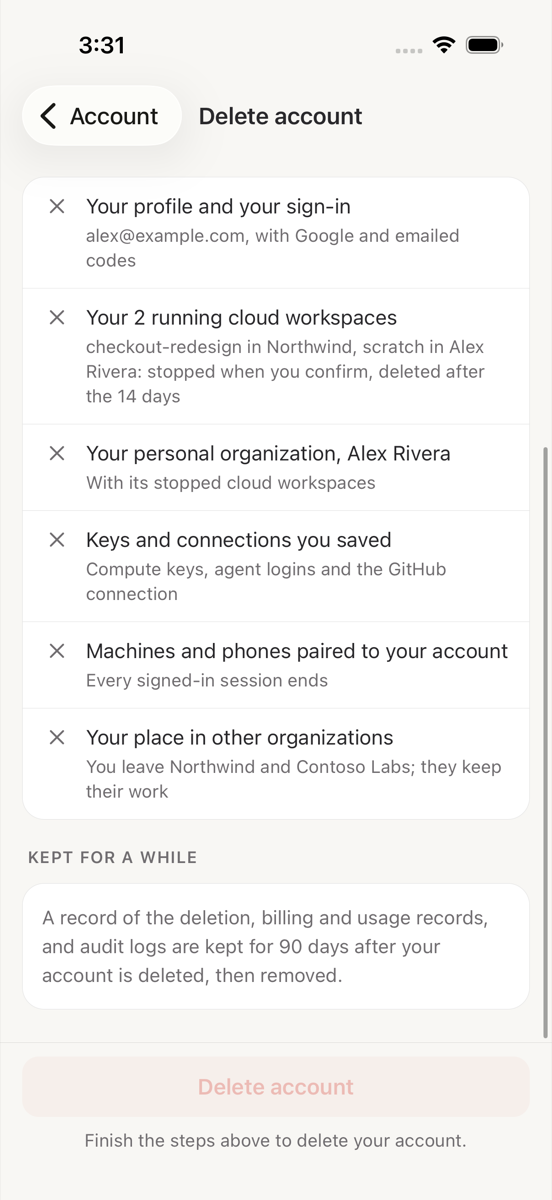 3:31
Account
Delete account
Your profile and your sign-in
alex@example.com, with Google and emailed
codes
Your 2 running cloud workspaces
checkout-redesign in Northwind, scratch in Alex
Rivera: stopped when you confirm, deleted after
the 14 days
Your personal organization, Alex Rivera
With its stopped cloud workspaces
Keys and connections you saved
Compute keys, agent logins and the GitHub
connection
Machines and phones paired to your account
Every signed-in session ends
Your place in other organizations
You leave Northwind and Contoso Labs; they keep
their work
KEPT FOR A WHILE
A record of the deletion, billing and usage records,
and audit logs are kept for 90 days after your
account is deleted, then removed.
Delete account
Finish the steps above to delete your account.